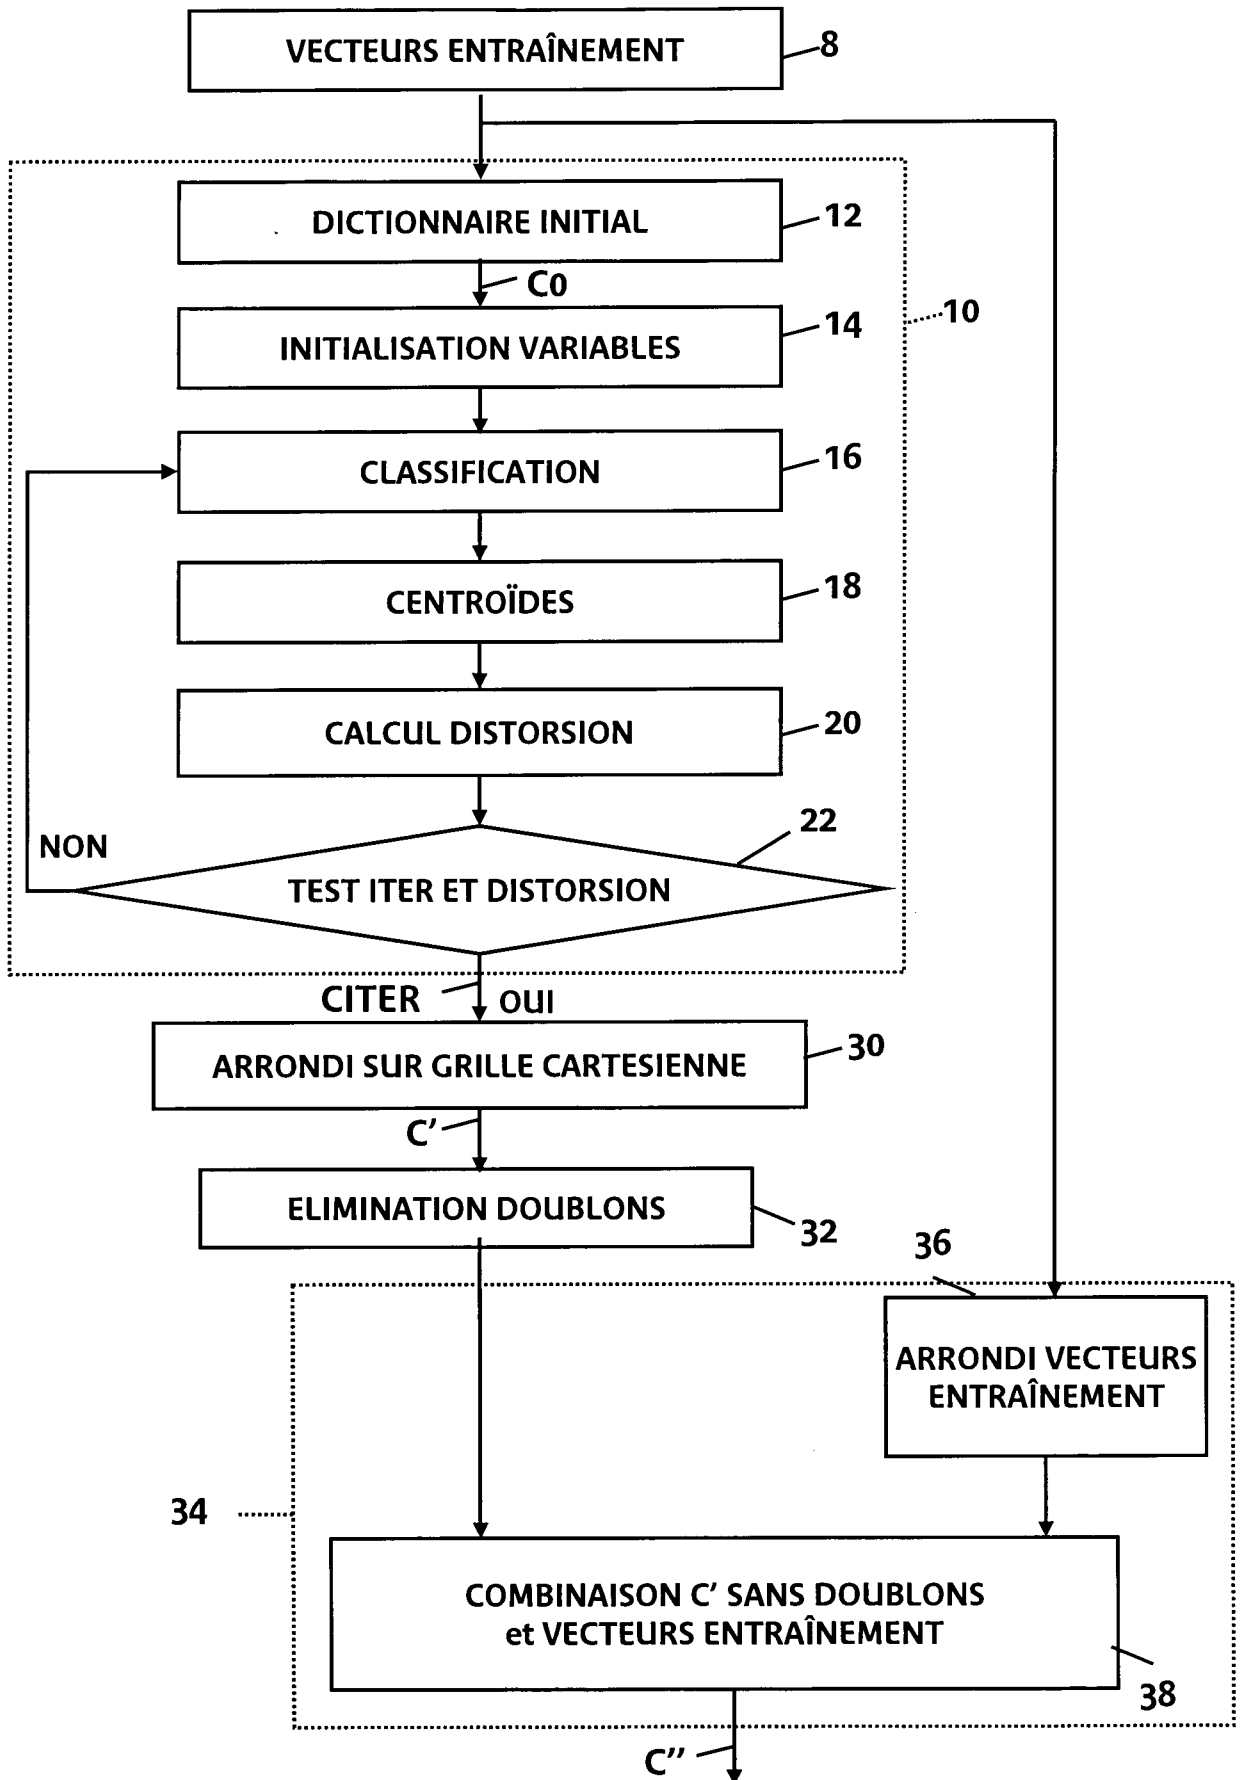 VECTEURS ENTRAÎNEMENT
8
DICTIONNAIRE INITIAL
12
C0
INITIALISATION VARIABLES
14
10
CLASSIFICATION
16
CENTROÏDES
18
CALCUL DISTORSION
20
22
NON
TEST ITER ET DISTORSION
CITER
OUI
ARRONDI SUR GRILLE CARTESIENNE
30
C'
ELIMINATION DOUBLONS
32
36
ARRONDI VECTEURS
ENTRAÎNEMENT
34
COMBINAISON C' SANS DOUBLONS
et VECTEURS ENTRAÎNEMENT
38
C''